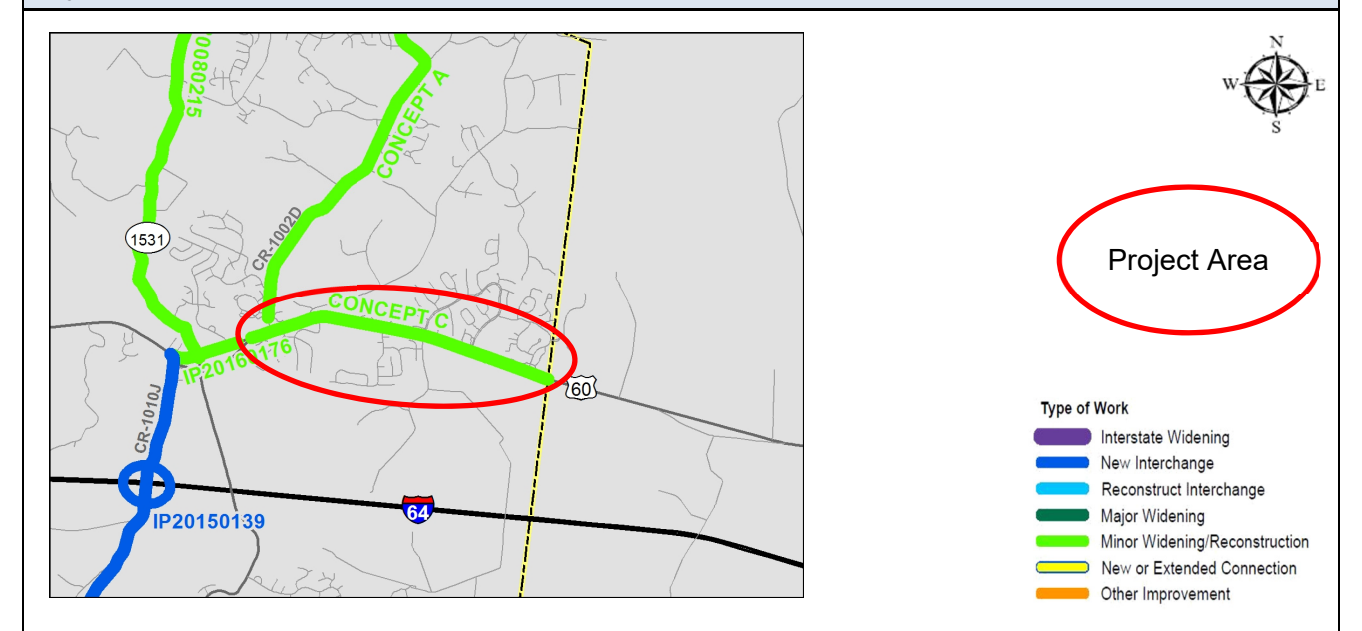 0080215
CONCEPT A
1531
CR-1002D
CONCEPT C
IP20160176
60
CR-1010J
64
IP20150139
N
W E
S
Project Area
Type of Work
Interstate Widening
New Interchange
Reconstruct Interchange
Major Widening
Minor Widening/Reconstruction
New or Extended Connection
Other Improvement